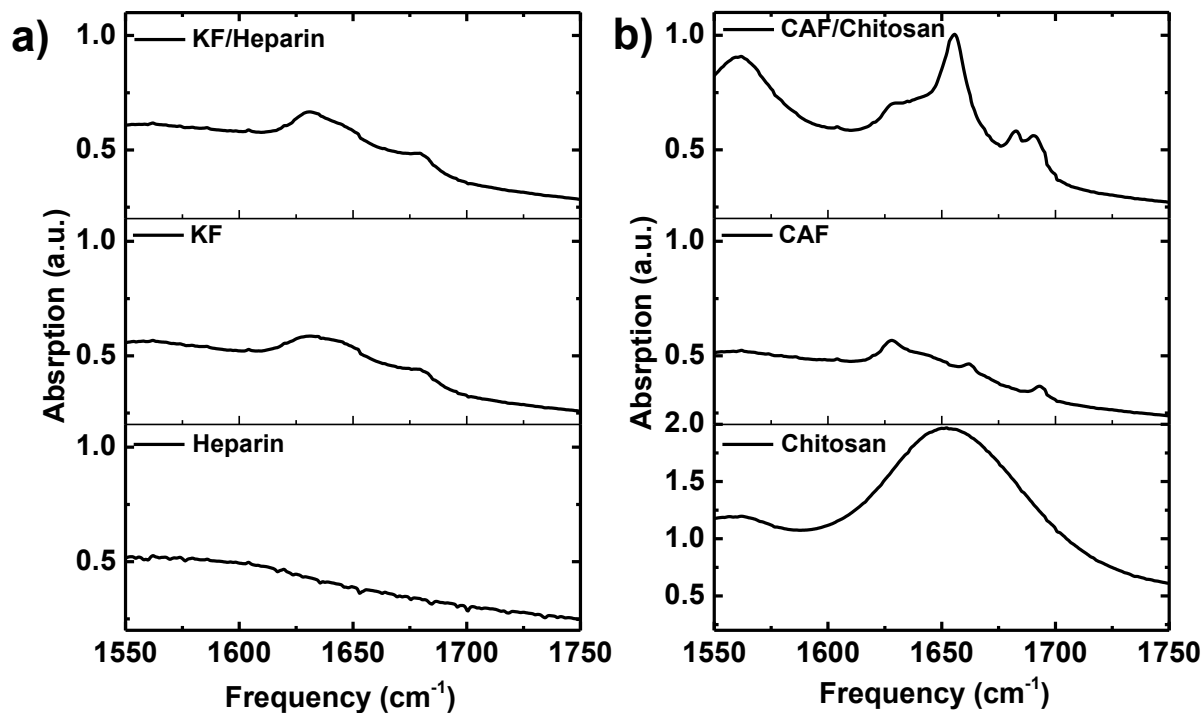 a)
Absrption (a.u.)
KF/Heparin
1.0
0.5
KF
1.0
0.5
Heparin
1.0
0.5
1550 1600 1650 1700 1750
Frequency (cm-1)
b)
Absrption (a.u.)
CAF/Chitosan
1.0
0.5
CAF
1.0
0.5
Chitosan
2.0
1.5
1.0
0.5
1550 1600 1650 1700 1750
Frequency (cm-1)